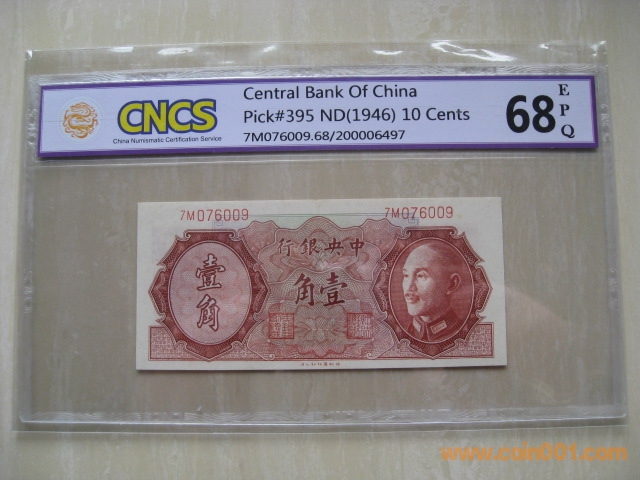 Central Bank Of China
CNCS
China Numismatic Certification Service
Pick#395 ND(1946) 10 Cents
7M076009.68/200006497
68
EPQ
7M076009
7M076009
行銀央中
壹角
角壹
www.coin001.com